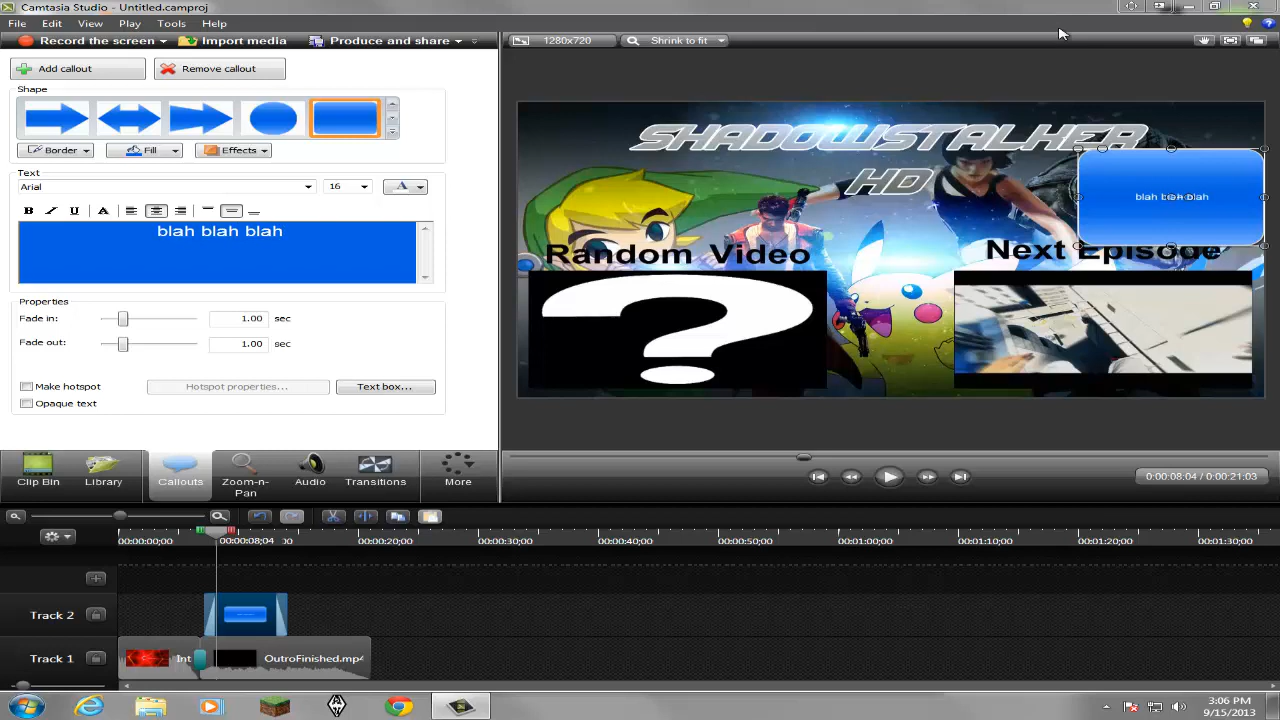 Camtasia Studio - Untitled.camproj
File Edit View Play Tools Help
Record the screen Import media Produce and share
1280x720 Shrink to fit
Add callout Remove callout
Shape
Border Fill Effects
Text
Arial 16 A
B I U A
blah blah blah
Properties
Fade in: 1.00 sec
Fade out: 1.00 sec
Make hotspot Hotspot properties... Text box...
Opaque text
SHADOWSTALKER
HD
blah blah blah
Random Video Next Episode
?
Clip Bin Library Callouts Zoom-n-Pan Audio Transitions More
0:00:08;04 / 0:00:21;03
00:00:00;00 00:00:08;04 00:00:20;00 00:00:30;00 00:00:40;00 00:00:50;00 00:01:00;00 00:01:10;00 00:01:20;00 00:01:30;00
Track 2
Track 1 Int OutroFinished.mp4
3:06 PM
9/15/2013